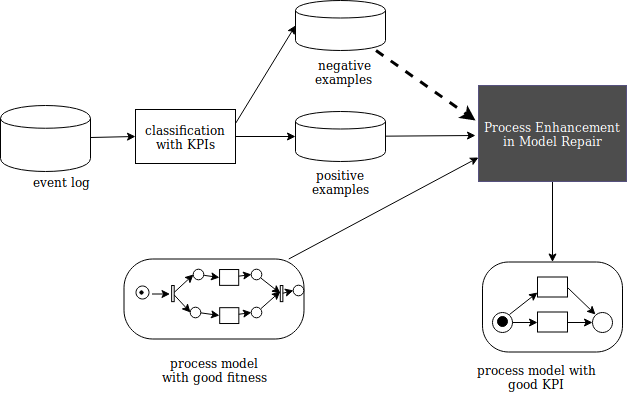 negative
examples
classification
with KPIs
Process Enhancement
in Model Repair
event log
positive
examples
process model
with good fitness
process model with
good KPI